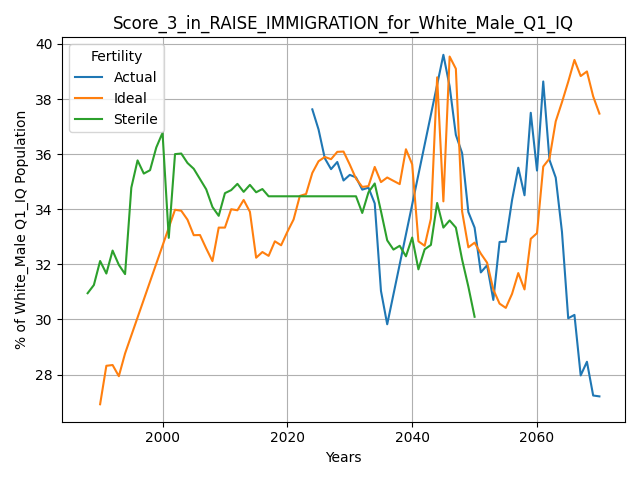 Score_3_in_RAISE_IMMIGRATION_for_White_Male_Q1_IQ
Fertility
Actual
Ideal
Sterile
% of White_Male Q1_IQ Population
40
38
36
34
32
30
28
2000
2020
2040
2060
Years